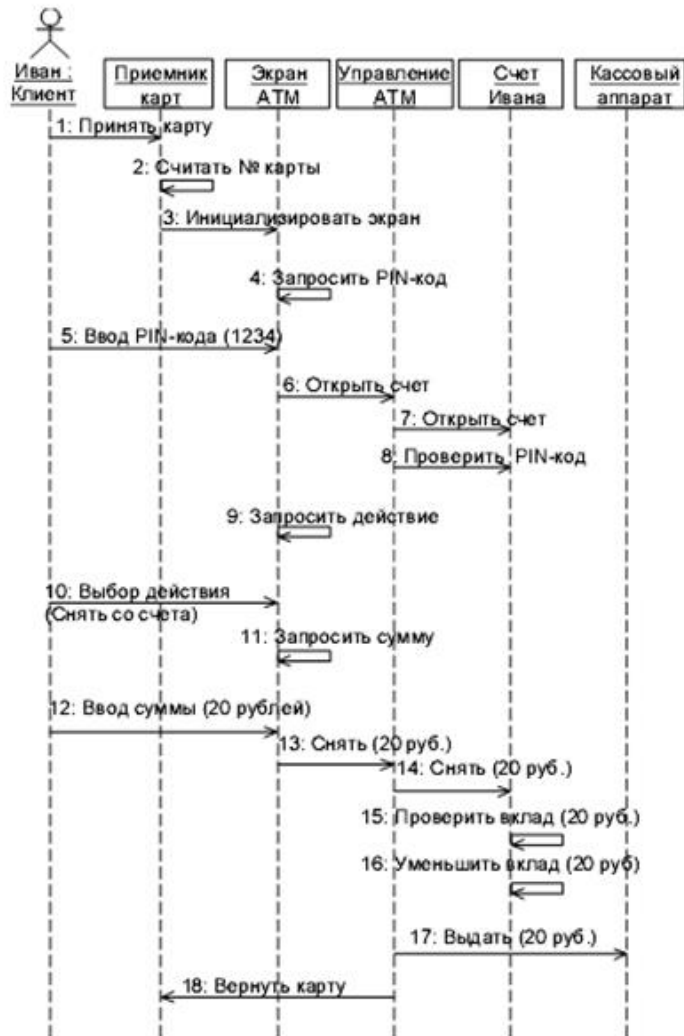 Иван :
Клиент
Приемник
карт
Экран
АТМ
Управление
АТМ
Счет
Ивана
Кассовый
аппарат
1: Принять карту
2: Считать № карты
3: Инициализировать экран
4: Запросить PIN-код
5: Ввод PIN-кода (1234)
6: Открыть счет
7: Открыть счет
8: Проверить PIN-код
9: Запросить действие
10: Выбор действия
(Снять со счета)
11: Запросить сумму
12: Ввод суммы (20 рублей)
13: Снять (20 руб.)
14: Снять (20 руб.)
15: Проверить вклад (20 руб.)
16: Уменьшить вклад (20 руб)
17: Выдать (20 руб.)
18: Вернуть карту